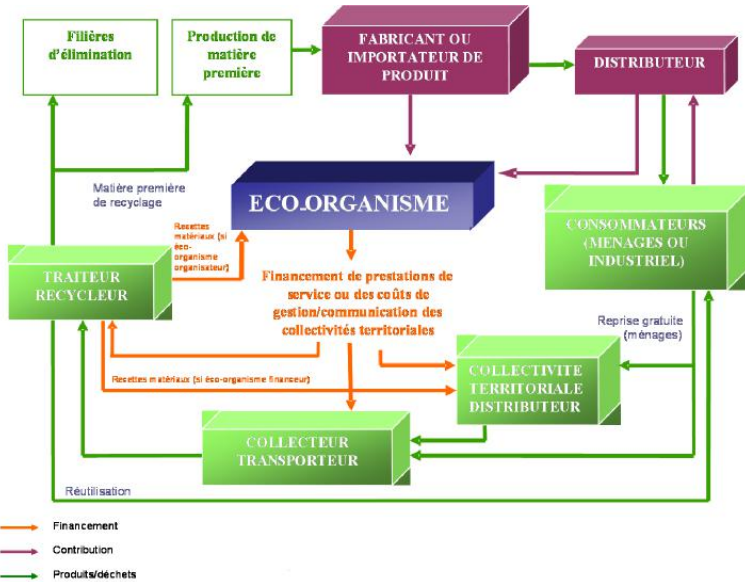 Filières
d'élimination
Production de
matière
première
FABRICANT OU
IMPORTATEUR DE
PRODUIT
DISTRIBUTEUR
Matière première
de recyclage
ECO-ORGANISME
CONSOMMATEURS
(MENAGES OU
INDUSTRIEL)
Recettes
matériaux (si
éco-
organisme
organisateur)
TRAITEUR
RECYCLEUR
Financement de prestations de
service ou des coûts de
gestion/communication des
collectivités territoriales
Reprise gratuite
(ménages)
Recettes matériaux (si éco-organisme financeur)
COLLECTIVITE
TERRITORIALE
DISTRIBUTEUR
COLLECTEUR
TRANSPORTEUR
Réutilisation
Financement
Contribution
Produits/déchets